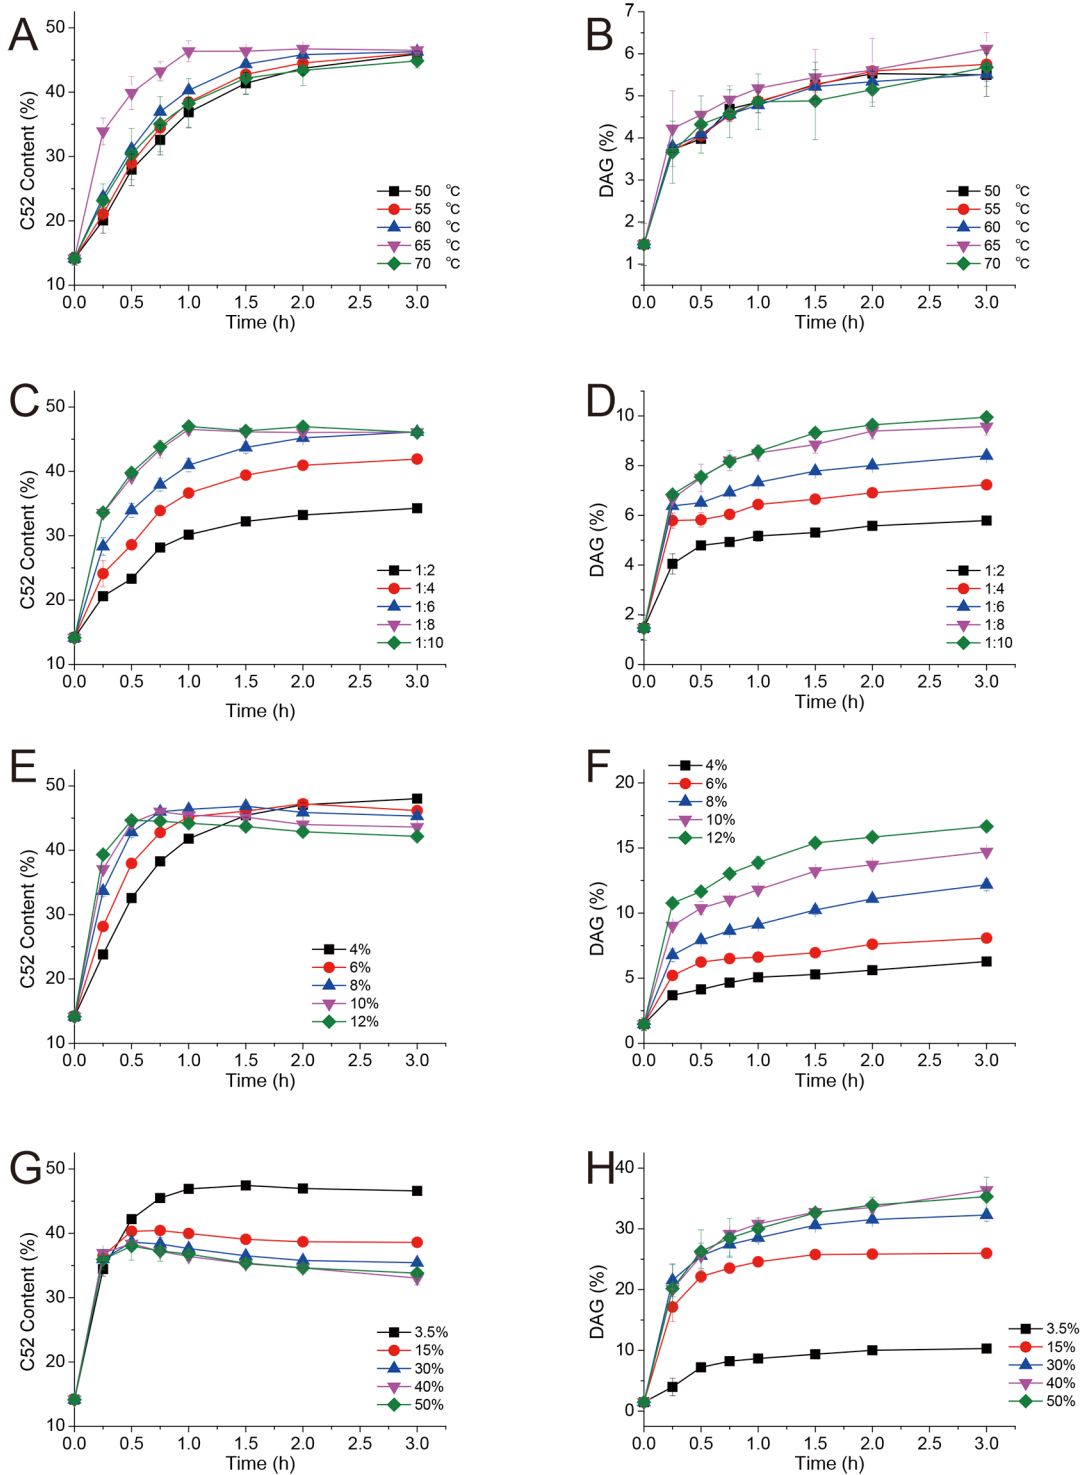 A
C52 Content (%)
50
40
30
20
10
0.0 0.5 1.0 1.5 2.0 2.5 3.0
Time (h)
50 ℃
55 ℃
60 ℃
65 ℃
70 ℃
B
DAG (%)
7
6
5
4
3
2
1
0.0 0.5 1.0 1.5 2.0 2.5 3.0
Time (h)
50 ℃
55 ℃
60 ℃
65 ℃
70 ℃
C
C52 Content (%)
50
40
30
20
10
0.0 0.5 1.0 1.5 2.0 2.5 3.0
Time (h)
1:2
1:4
1:6
1:8
1:10
D
DAG (%)
10
8
6
4
2
0
0.0 0.5 1.0 1.5 2.0 2.5 3.0
Time (h)
1:2
1:4
1:6
1:8
1:10
E
C52 Content (%)
50
40
30
20
10
0.0 0.5 1.0 1.5 2.0 2.5 3.0
Time (h)
4%
6%
8%
10%
12%
F
DAG (%)
20
15
10
5
0
0.0 0.5 1.0 1.5 2.0 2.5 3.0
Time (h)
4%
6%
8%
10%
12%
G
C52 Content (%)
50
40
30
20
10
0.0 0.5 1.0 1.5 2.0 2.5 3.0
Time (h)
3.5%
15%
30%
40%
50%
H
DAG (%)
40
30
20
10
0
0.0 0.5 1.0 1.5 2.0 2.5 3.0
Time (h)
3.5%
15%
30%
40%
50%